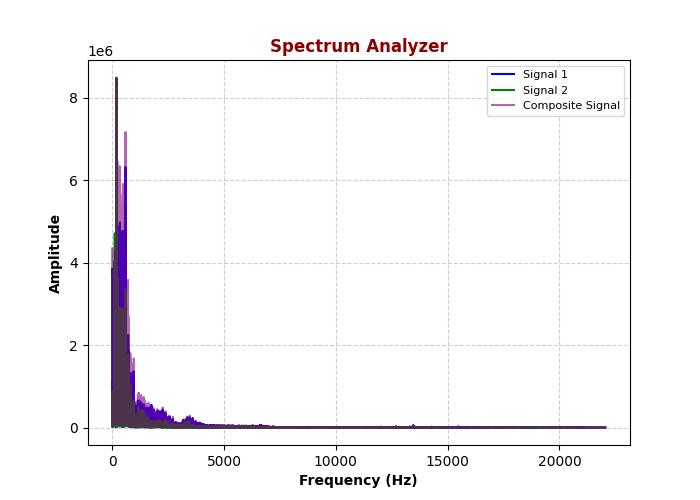 Spectrum Analyzer
1e6
Signal 1
Signal 2
Composite Signal
8
6
4
2
0
Amplitude
0 5000 10000 15000 20000
Frequency (Hz)